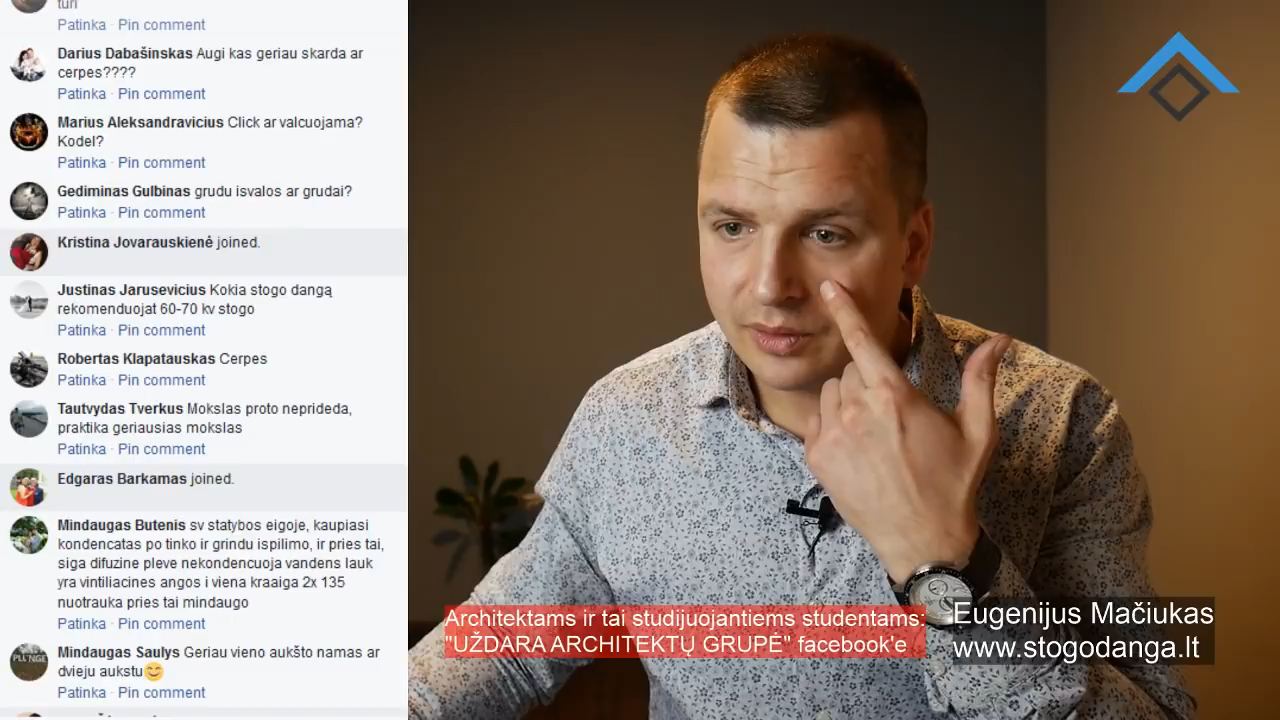 turi
Patinka · Pin comment
Darius Dabašinskas Augi kas geriau skarda ar
cerpes????
Patinka · Pin comment
Marius Aleksandravicius Click ar valcuojama?
Kodel?
Patinka · Pin comment
Gediminas Gulbinas grudu isvalos ar grudai?
Patinka · Pin comment
Kristina Jovarauskienė joined.
Justinas Jarusevicius Kokia stogo dangą
rekomenduojat 60-70 kv stogo
Patinka · Pin comment
Robertas Klapatauskas Cerpes
Patinka · Pin comment
Tautvydas Tverkus Mokslas proto neprideda,
praktika geriausias mokslas
Patinka · Pin comment
Edgaras Barkamas joined.
Mindaugas Butenis sv statybos eigoje, kaupiasi
kondencatas po tinko ir grindu ispilimo, ir pries tai,
siga difuzine pleve nekondencuoja vandens lauk
yra vintiliacines angos i viena kraaiga 2x 135
nuotrauka pries tai mindaugo
Patinka · Pin comment
PLUNGĖ
Mindaugas Saulys Geriau vieno aukšto namas ar
dvieju aukstu😊
Patinka · Pin comment
Architektams ir tai studijuojantiems studentams:
"UŽDARA ARCHITEKTŲ GRUPĖ" facebook'e
Eugenijus Mačiukas
www.stogodanga.lt